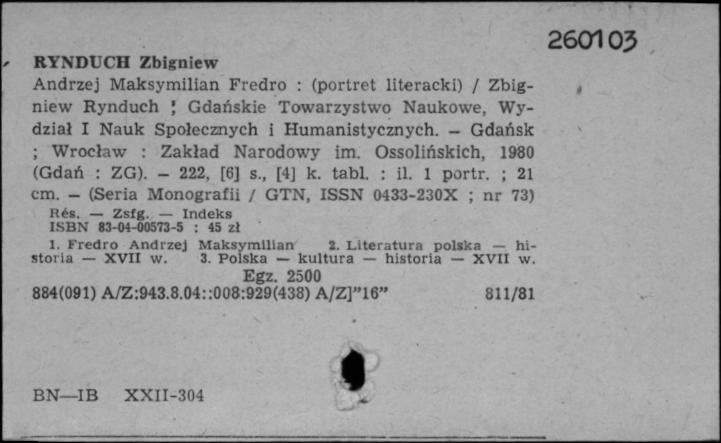 260103
RYNDUCH Zbigniew
Andrzej Maksymilian Fredro : (portret literacki) / Zbig-
niew Rynduch ; Gdańskie Towarzystwo Naukowe, Wy-
dział I Nauk Społecznych i Humanistycznych. — Gdańsk
; Wrocław : Zakład Narodowy im. Ossolińskich, 1980
(Gdań : ZG). — 222, [6] s., [4] k. tabl. : il. 1 portr. ; 21
cm. — (Seria Monografii / GTN, ISSN 0433-230X ; nr 73)
Rés. — Zsfg. — Indeks
ISBN 83-04-00573-5 : 45 zł
1. Fredro Andrzej Maksymilian 2. Literatura polska — hi-
storia — XVII w. 3. Polska — kultura — historia — XVII w.
Egz. 2500
884(091) A/Z:943.8.04::008:929(438) A/Z]”16” 811/81
BN—IB XXII-304